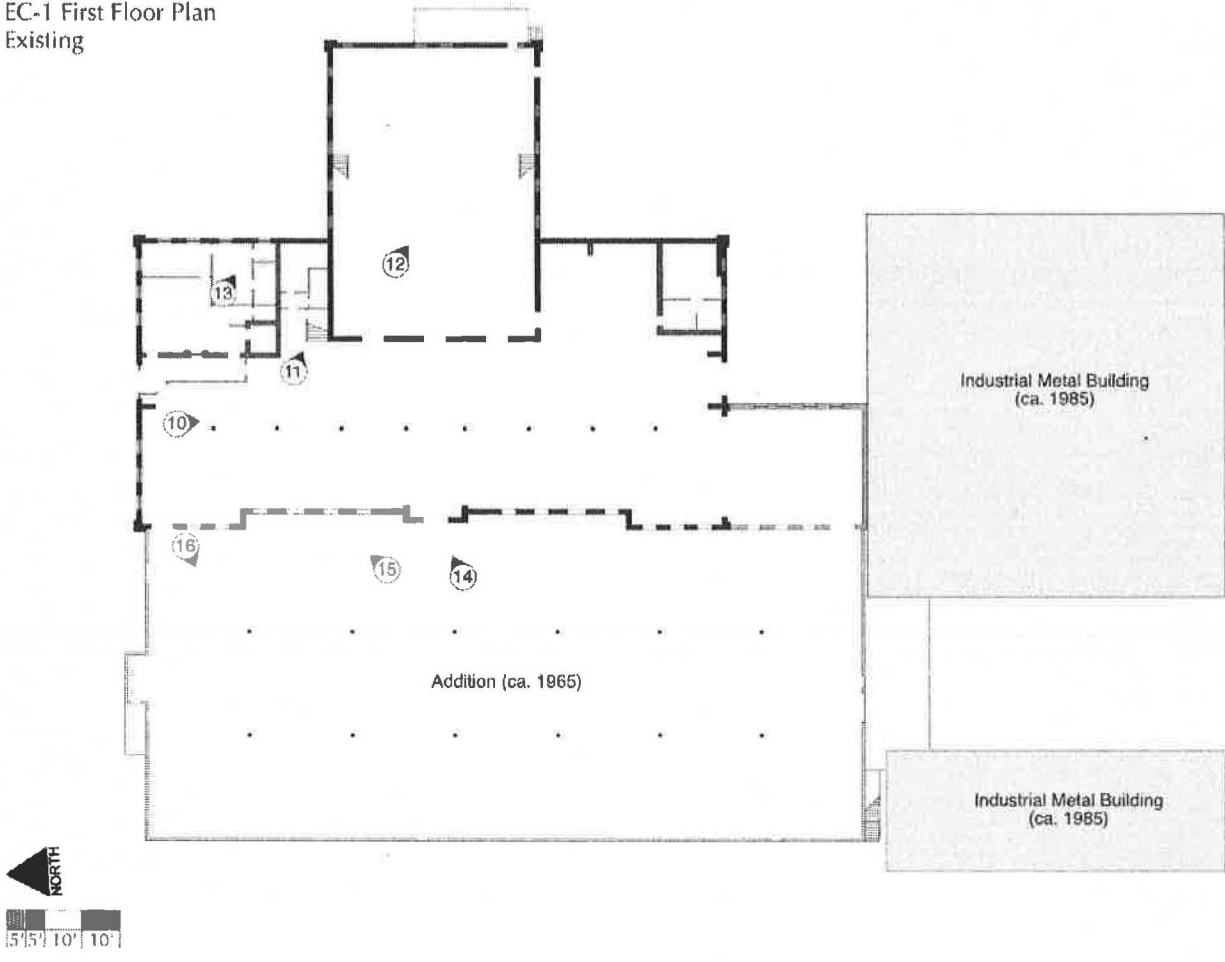 EC-1 First Floor Plan
Existing
12
13
11
10
Industrial Metal Building
(ca. 1985)
16
15
14
Addition (ca. 1965)
Industrial Metal Building
(ca. 1985)
NORTH
5' 5' 10' 10'